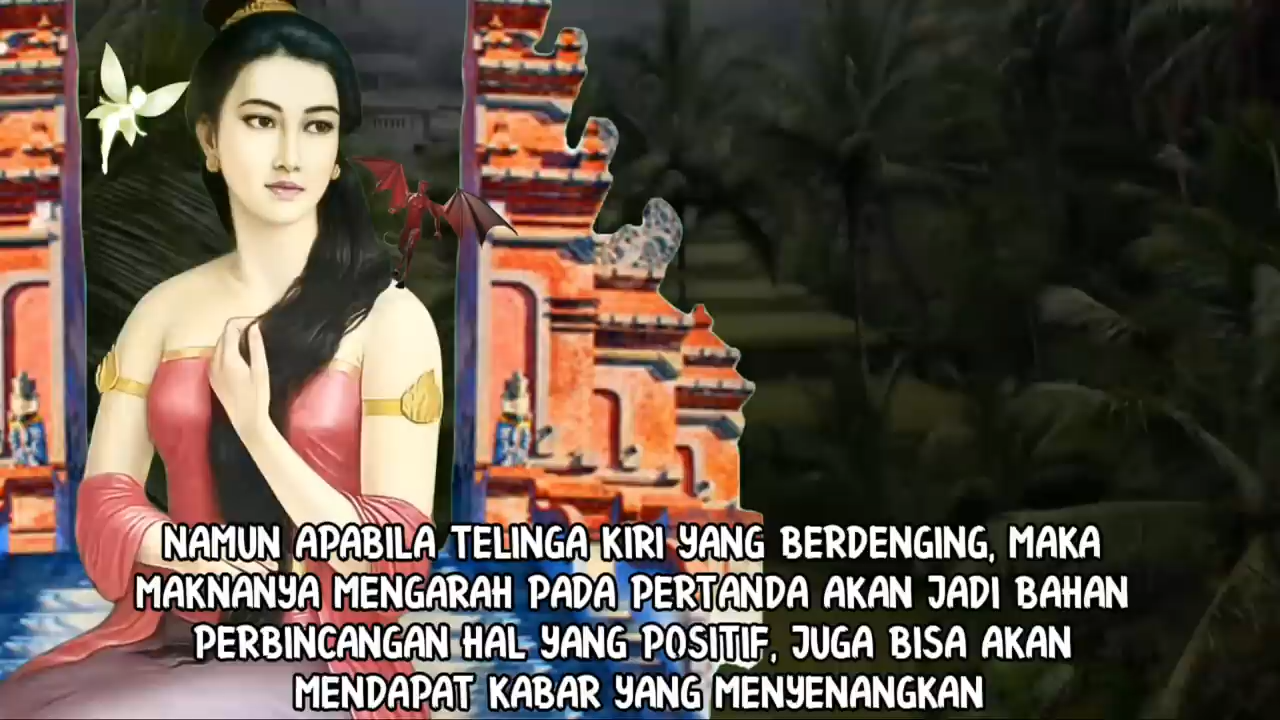 NAMUN APABILA TELINGA KIRI YANG BERDENGING, MAKA
MAKNANYA MENGARAH PADA PERTANDA AKAN JADI BAHAN
PERBINCANGAN HAL YANG POSITIF, JUGA BISA AKAN
MENDAPAT KABAR YANG MENYENANGKAN